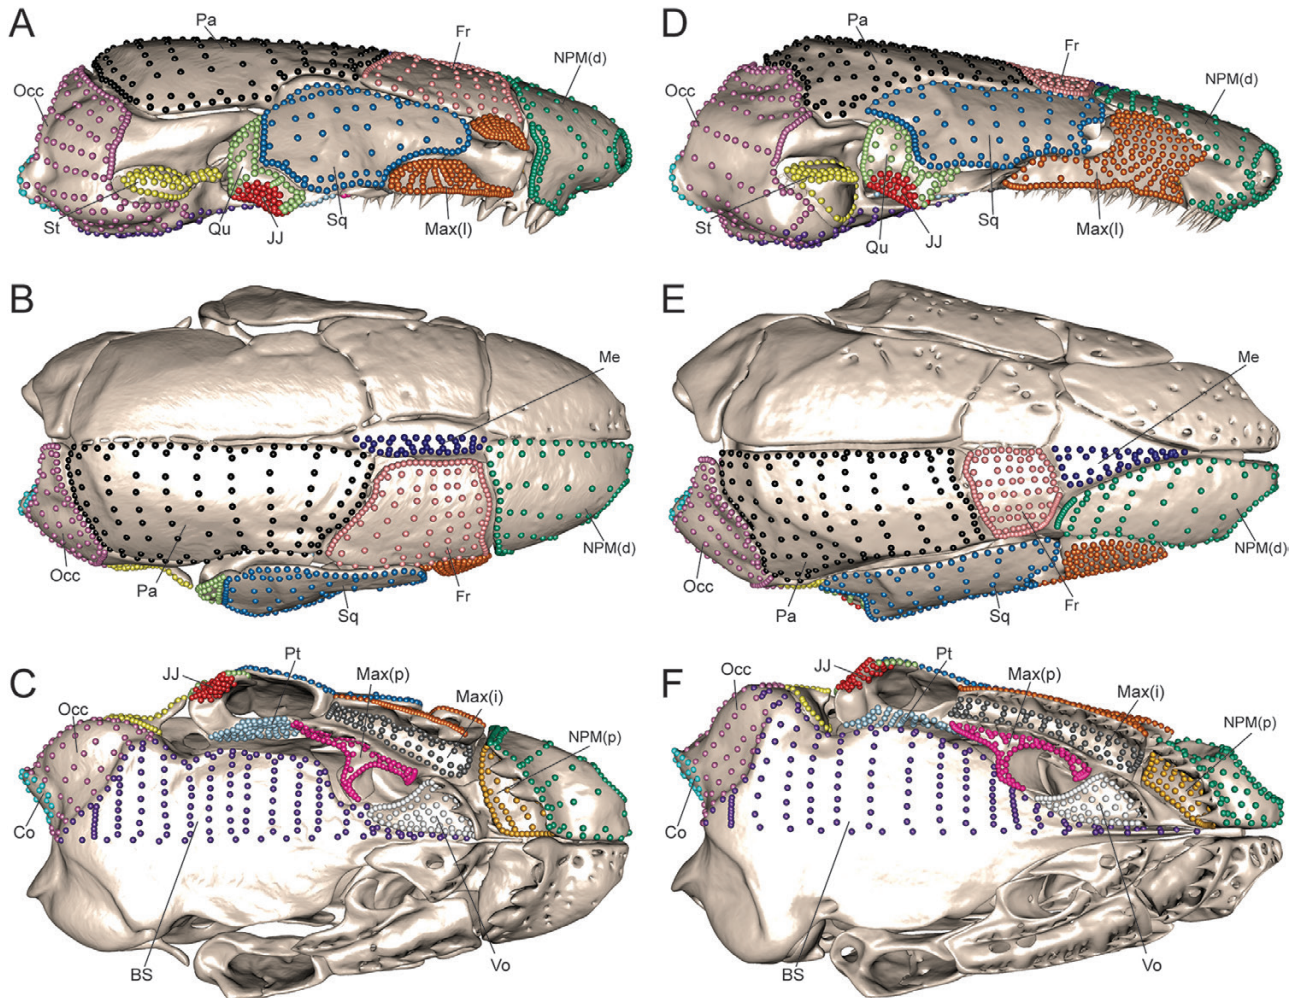 A
Pa
Fr
NPM(d)
Occ
St
Qu
JJ
Sq
Max(l)
D
Pa
Fr
NPM(d)
Occ
St
Qu
JJ
Sq
Max(l)
B
Me
Occ
Pa
Sq
Fr
NPM(d)
E
Me
Occ
Pa
Sq
Fr
NPM(d)
C
Occ
JJ
Pt
Max(p)
Max(i)
NPM(p)
Co
BS
Vo
F
Occ
JJ
Pt
Max(p)
Max(i)
NPM(p)
Co
BS
Vo